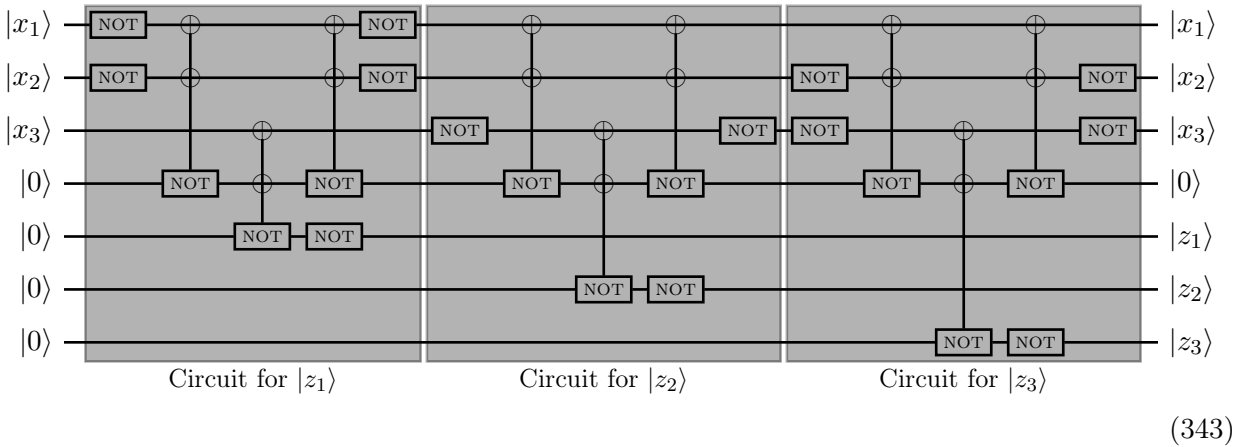 |x₁⟩ NOT NOT |x₁⟩
|x₂⟩ NOT NOT NOT NOT |x₂⟩
|x₃⟩ NOT NOT NOT NOT |x₃⟩
|0⟩ NOT NOT NOT NOT NOT NOT |0⟩
|0⟩ NOT NOT |z₁⟩
|0⟩ NOT NOT |z₂⟩
|0⟩ NOT NOT |z₃⟩
Circuit for |z₁⟩ Circuit for |z₂⟩ Circuit for |z₃⟩
(343)